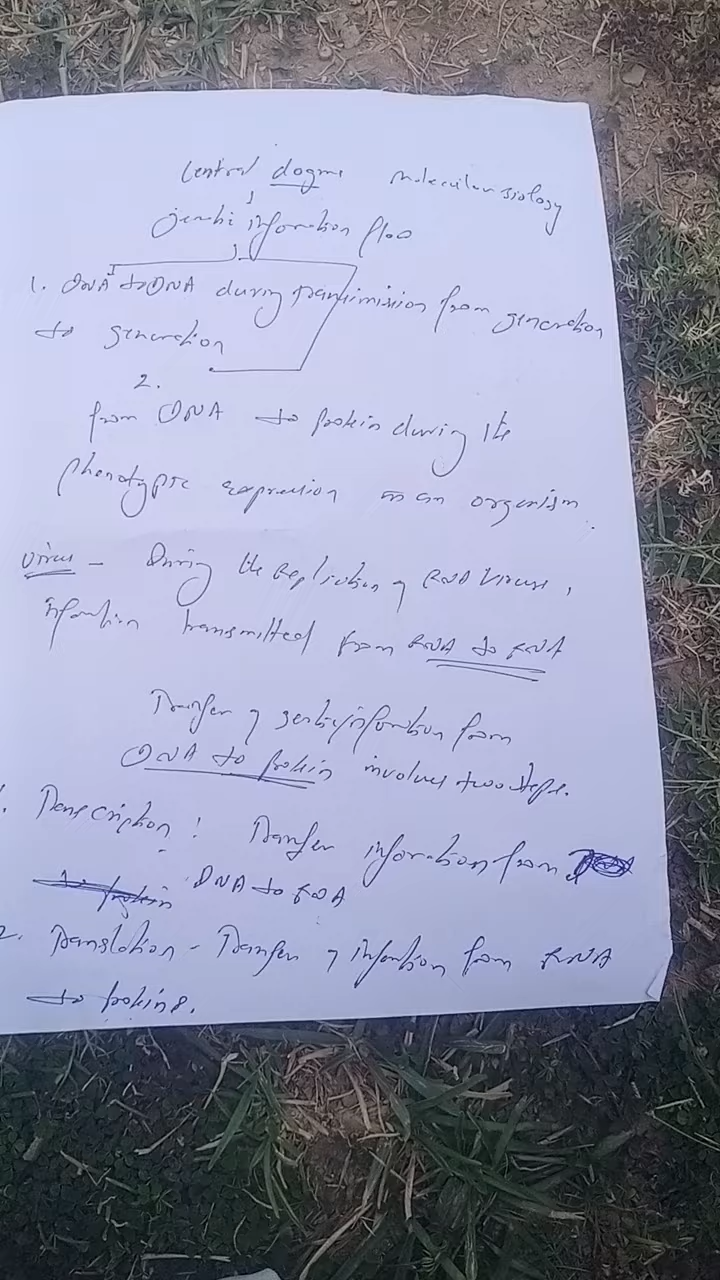 Central dogma molecular Biology
genetic information flow
1. DNA to DNA during transmission from generation
to generation
2.
from DNA to protein during the
phenotypic expression in an organism
Virus - During the replication of RNA Viruses,
information transmitted from RNA to RNA
Transfer of genetic information from
DNA to protein involves two steps.
1. Transcription: Transfer information from
to protein DNA to RNA
2. Translation - Transfer of information from RNA
to proteins.